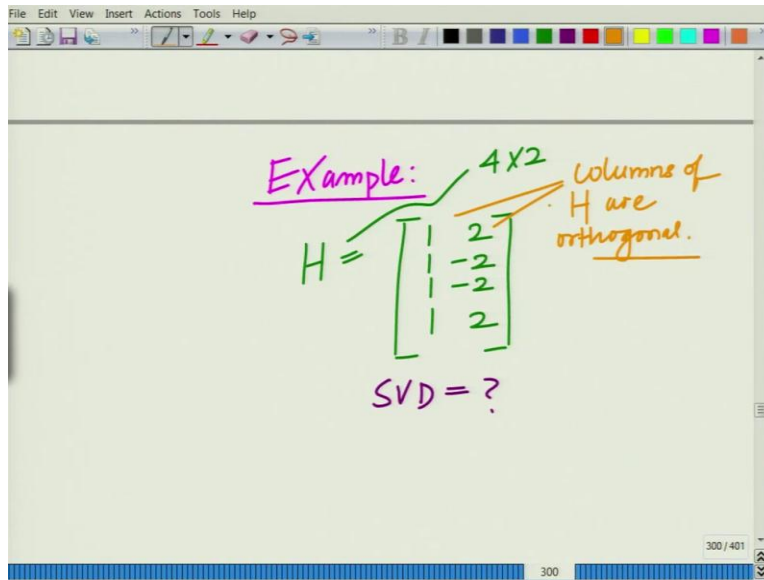 File Edit View Insert Actions Tools Help
B I
Example:
4x2
columns of
H are
orthogonal.
H =
1 2
1 -2
1 -2
1 2
SVD = ?
300/401
300